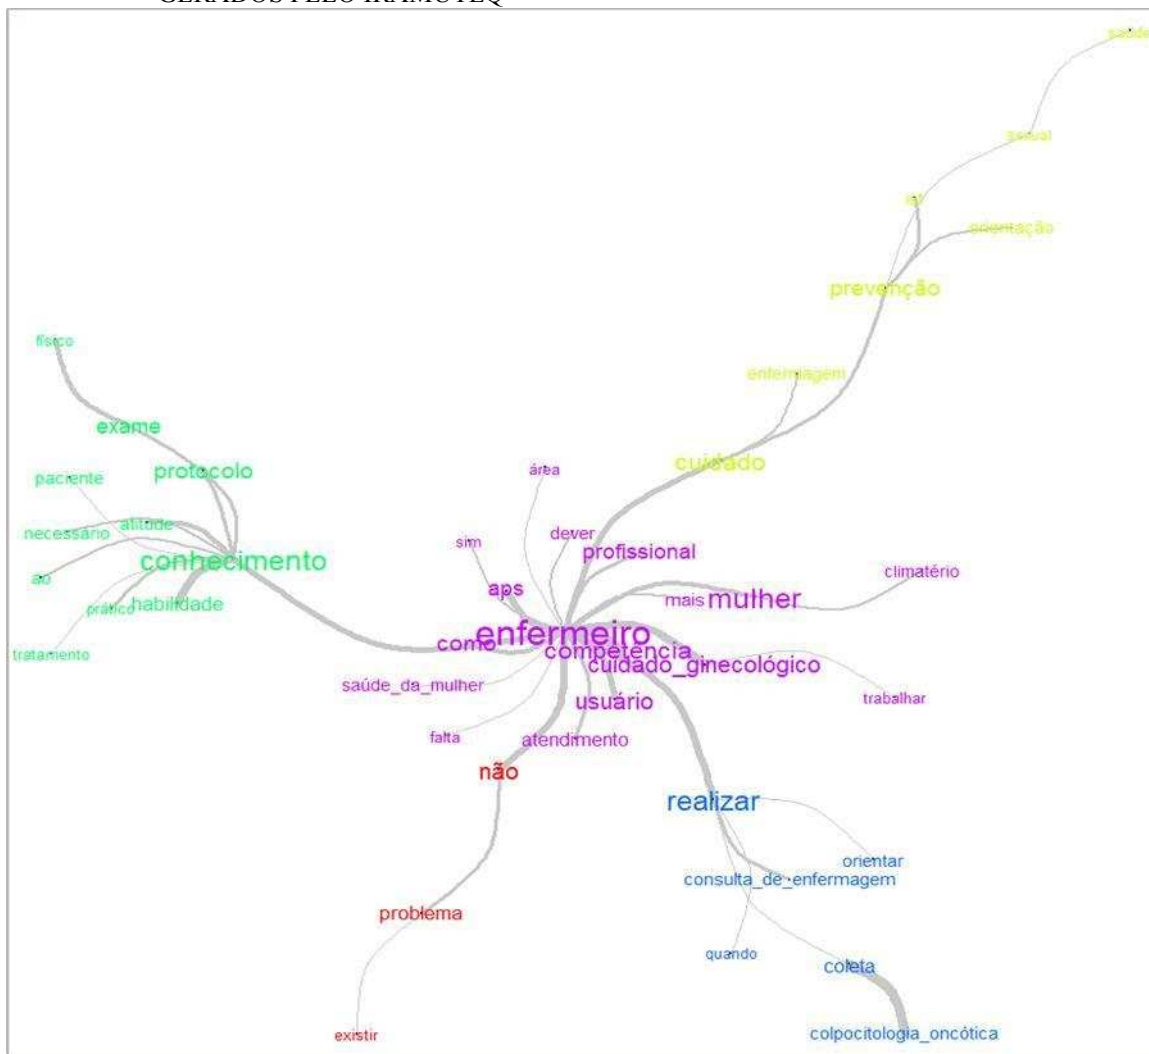 GERADOS PELO IRAMUTEQ
saúde
sexual
ist
orientação
prevenção
físico
enfermagem
exame
cuidado
protocolo
área
paciente
atitude
necessário
dever
sim
profissional
conhecimento
climatério
ao
aps
mais
mulher
prático
habilidade
enfermeiro
como
competência
tratamento
cuidado_ginecológico
saúde_da_mulher
trabalhar
usuário
falta
atendimento
não
realizar
orientar
consulta_de_enfermagem
problema
quando
coleta
existir
colpocitologia_oncótica